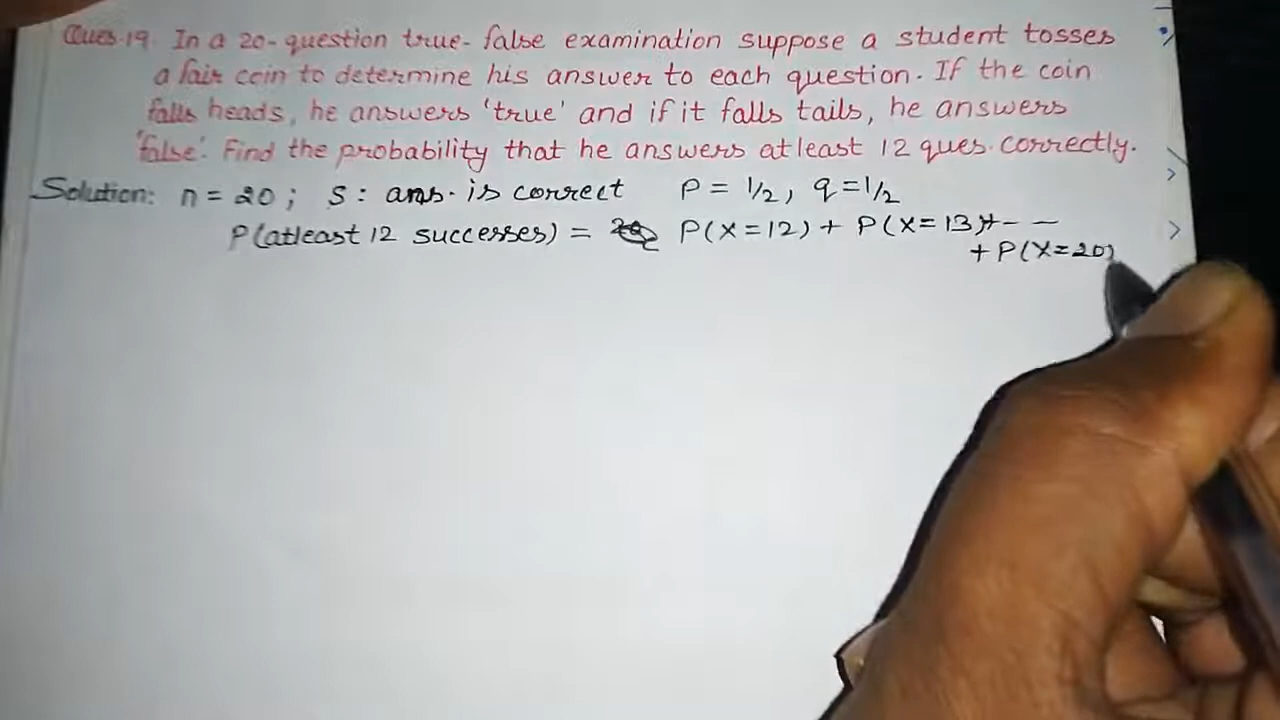 Ques.19. In a 20-question true-false examination suppose a student tosses
a fair coin to determine his answer to each question. If the coin
falls heads, he answers 'true' and if it falls tails, he answers
'false'. Find the probability that he answers atleast 12 ques. correctly.
Solution: n = 20 ; S : ans. is correct P = 1/2, q = 1/2
P(atleast 12 successes) = P(X=12) + P(X=13)+ - -
+ P(X=20)